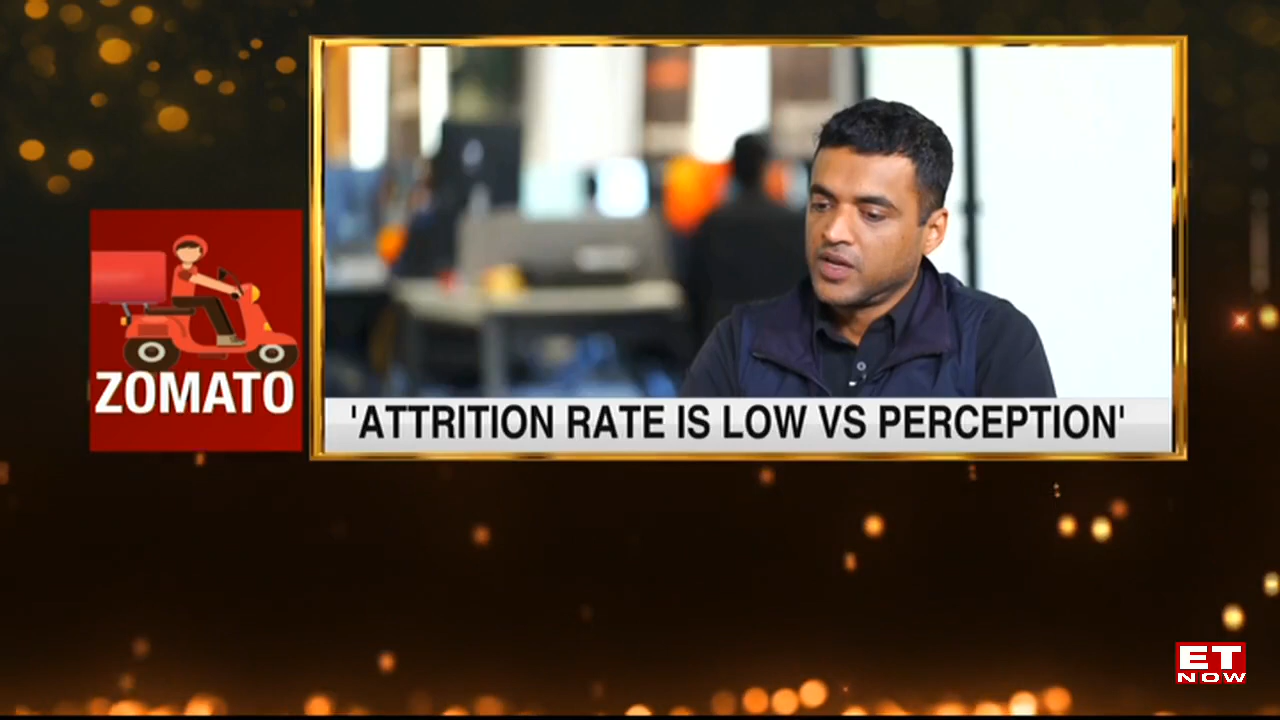 ZOMATO
'ATTRITION RATE IS LOW VS PERCEPTION'
ET
NOW